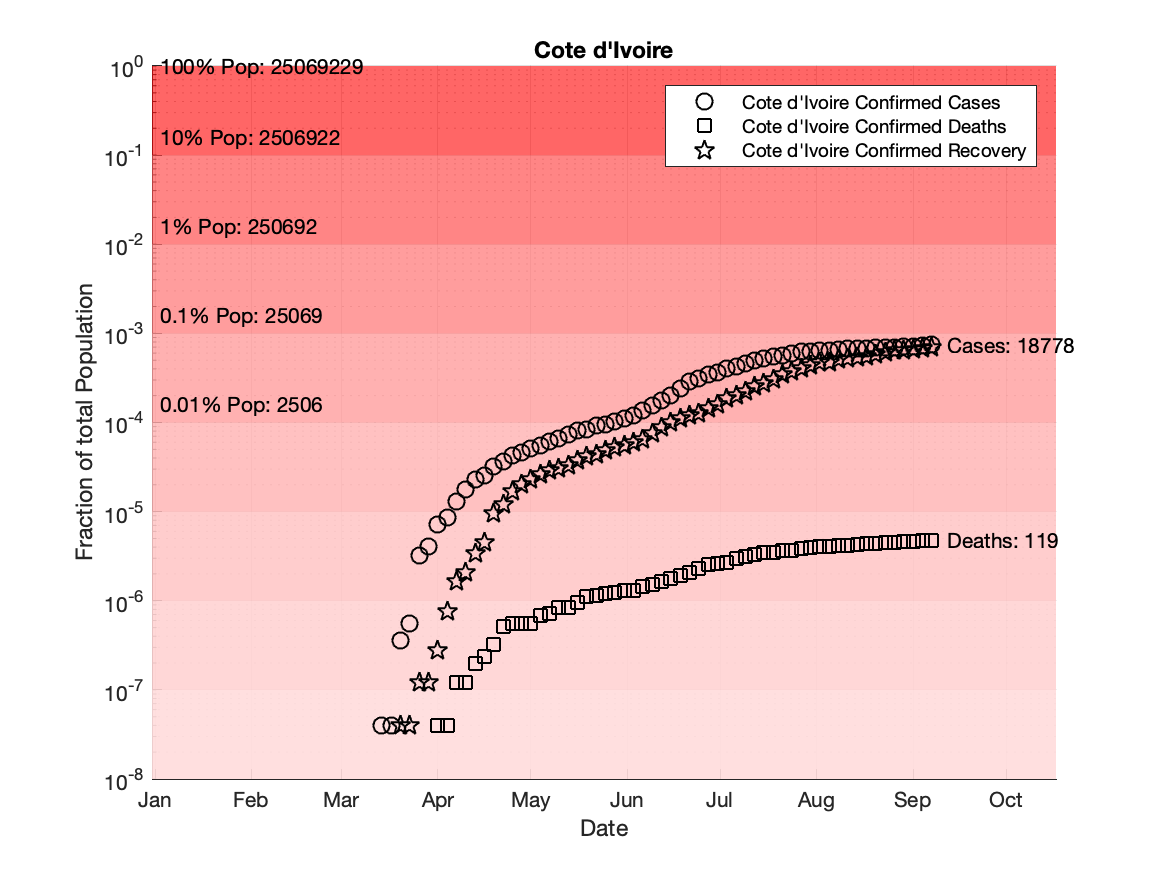 Cote d'Ivoire
10^0
100% Pop: 25069229
Cote d'Ivoire Confirmed Cases
Cote d'Ivoire Confirmed Deaths
Cote d'Ivoire Confirmed Recovery
10% Pop: 2506922
10^-1
1% Pop: 250692
10^-2
0.1% Pop: 25069
10^-3
Cases: 18778
0.01% Pop: 2506
10^-4
10^-5
Deaths: 119
10^-6
10^-7
10^-8
Fraction of total Population
Jan Feb Mar Apr May Jun Jul Aug Sep Oct
Date